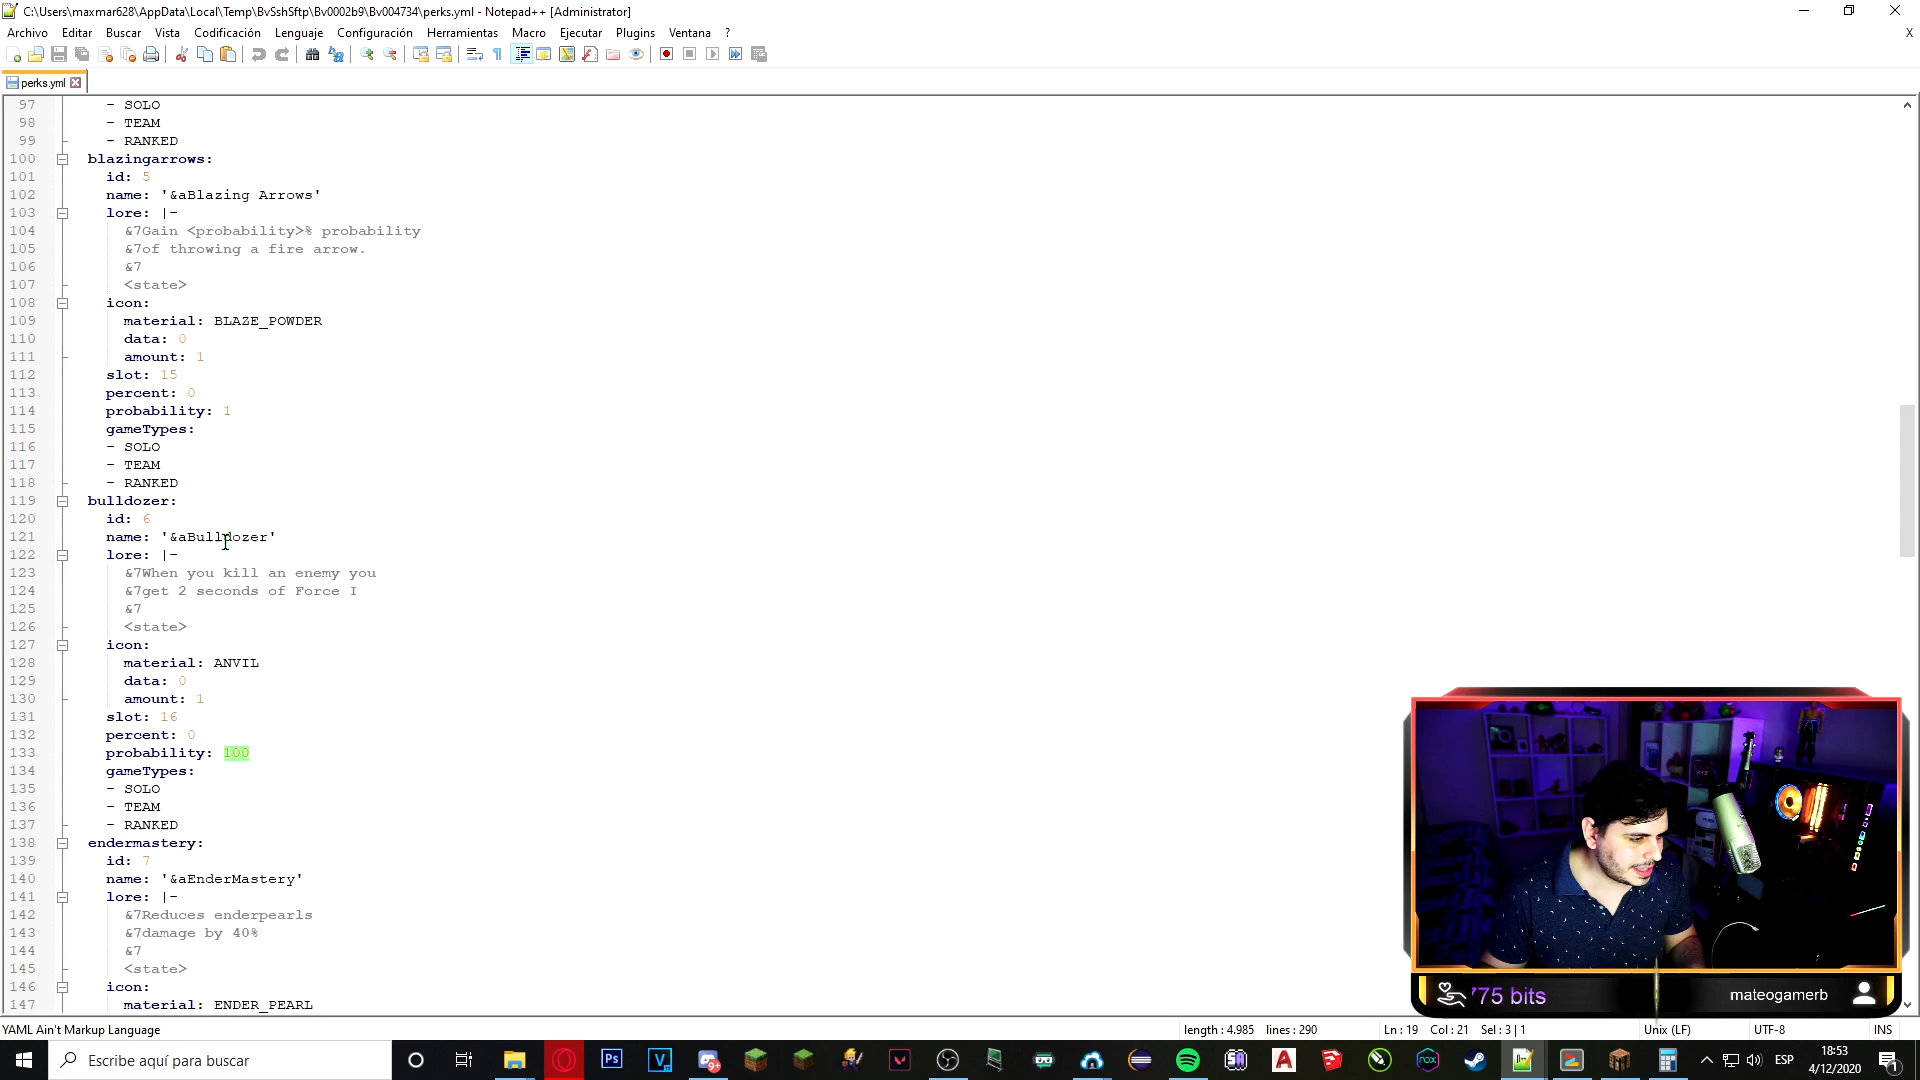 C:\Users\maxmar628\AppData\Local\Temp\BvSshSftp\Bv0002b9\Bv004734\perks.yml - Notepad++ [Administrator]
Archivo Editar Buscar Vista Codificación Lenguaje Configuración Herramientas Macro Ejecutar Plugins Ventana ? X
perks.yml
97 - SOLO
98 - TEAM
99 - RANKED
100 blazingarrows:
101 id: 5
102 name: '&aBlazing Arrows'
103 lore: |-
104 &7Gain <probability>% probability
105 &7of throwing a fire arrow.
106 &7
107 <state>
108 icon:
109 material: BLAZE_POWDER
110 data: 0
111 amount: 1
112 slot: 15
113 percent: 0
114 probability: 1
115 gameTypes:
116 - SOLO
117 - TEAM
118 - RANKED
119 bulldozer:
120 id: 6
121 name: '&aBulldozer'
122 lore: |-
123 &7When you kill an enemy you
124 &7get 2 seconds of Force I
125 &7
126 <state>
127 icon:
128 material: ANVIL
129 data: 0
130 amount: 1
131 slot: 16
132 percent: 0
133 probability: 100
134 gameTypes:
135 - SOLO
136 - TEAM
137 - RANKED
138 endermastery:
139 id: 7
140 name: '&aEnderMastery'
141 lore: |-
142 &7Reduces enderpearls
143 &7damage by 40%
144 &7
145 <state>
146 icon:
147 material: ENDER_PEARL
775 bits mateogamerb
YAML Ain't Markup Language length : 4.985 lines : 290 Ln : 19 Col : 21 Sel : 3 | 1 Unix (LF) UTF-8 INS
Escribe aquí para buscar
Ps
ESP
18:53
4/12/2020